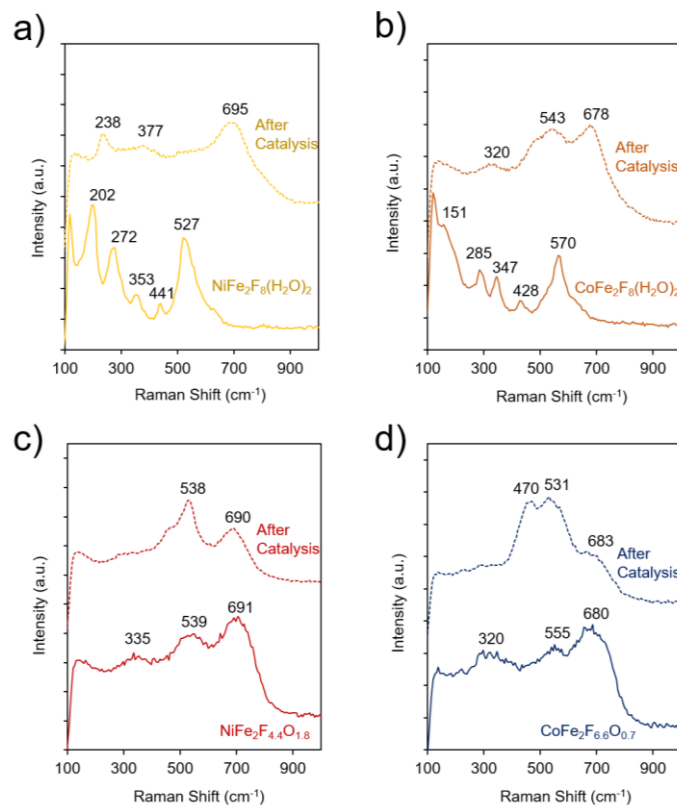 a)
Intensity (a.u.)
238
377
695
After
Catalysis
202
272
353
441
527
NiFe₂F₈(H₂O)₂
100 300 500 700 900
Raman Shift (cm⁻¹)
b)
Intensity (a.u.)
320
543
678
After
Catalysis
151
285
347
428
570
CoFe₂F₈(H₂O)₂
100 300 500 700 900
Raman Shift (cm⁻¹)
c)
Intensity (a.u.)
538
690
After
Catalysis
335
539
691
NiFe₂F₄.₄O₁.₈
100 300 500 700 900
Raman Shift (cm⁻¹)
d)
Intensity (a.u.)
470
531
683
After
Catalysis
320
555
680
CoFe₂F₆.₆O₀.₇
100 300 500 700 900
Raman Shift (cm⁻¹)